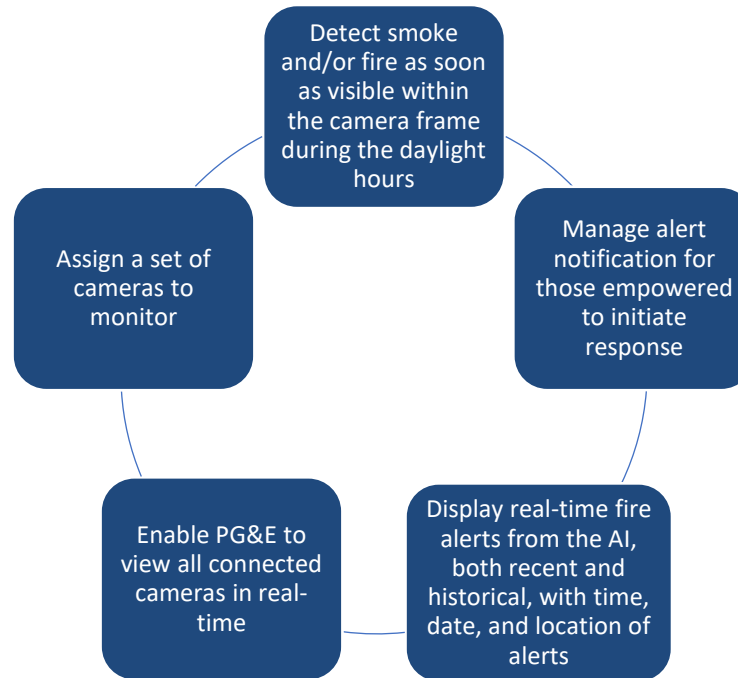 Detect smoke
and/or fire as soon
as visible within
the camera frame
during the daylight
hours
Manage alert
notification for
those empowered
to initiate
response
Display real-time fire
alerts from the AI,
both recent and
historical, with time,
date, and location of
alerts
Enable PG&E to
view all connected
cameras in real-
time
Assign a set of
cameras to
monitor